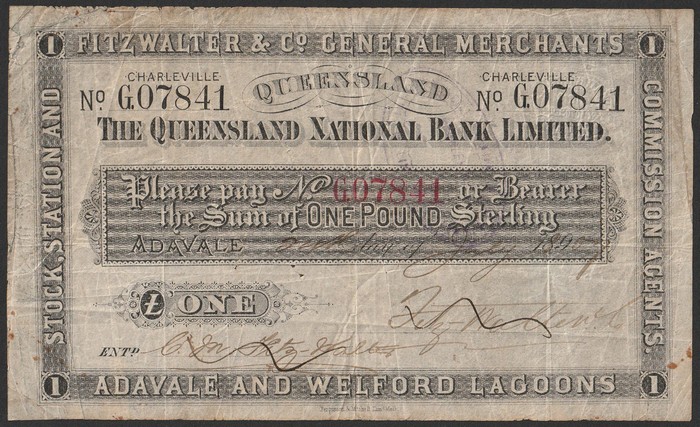 1 FITZWALTER & Co. GENERAL MERCHANTS 1
STOCK, STATION AND
COMMISSION AGENTS.
CHARLEVILLE
No. G.07841
QUEENSLAND
CHARLEVILLE
No. G.07841
THE QUEENSLAND NATIONAL BANK LIMITED.
Please pay No G07841 or Bearer
the Sum of ONE POUND Sterling
ADAVALE day of 189
£ ONE
ENTD
1 ADAVALE AND WELFORD LAGOONS 1